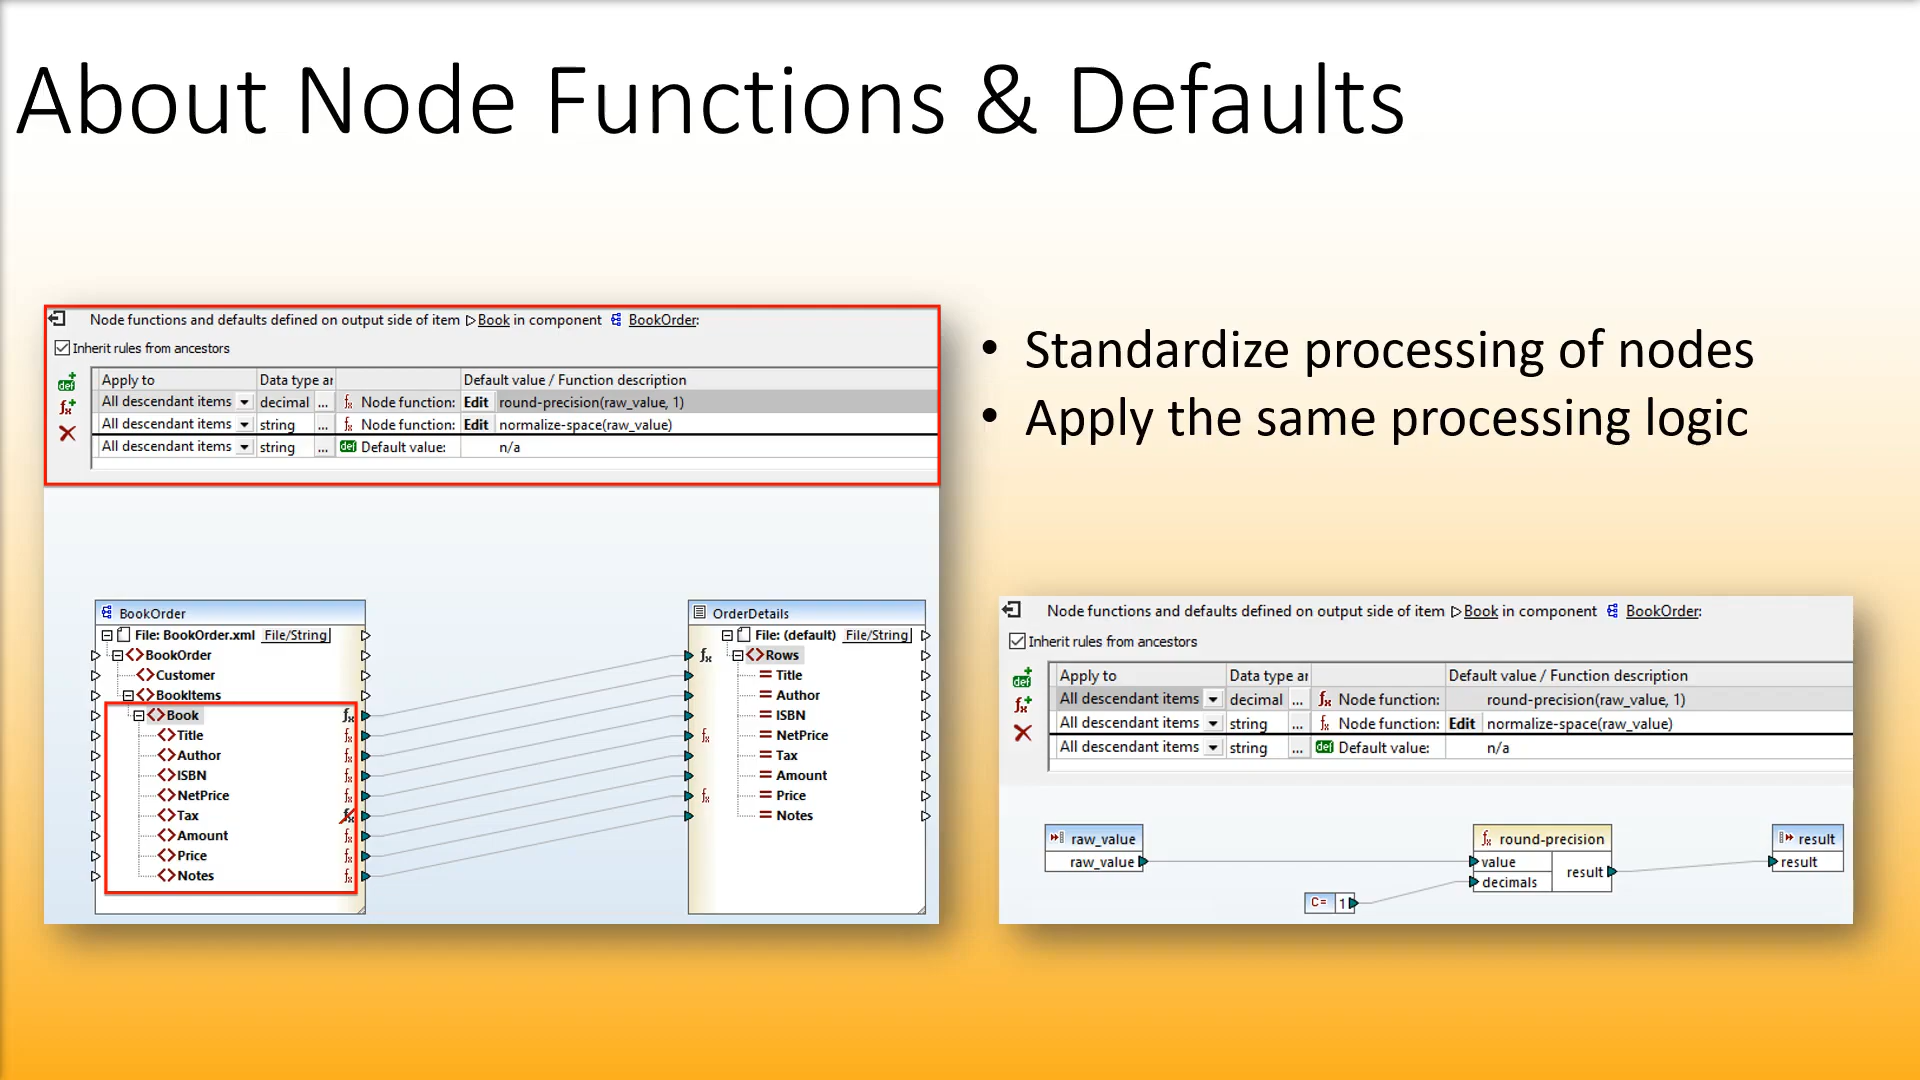 About Node Functions & Defaults
Node functions and defaults defined on output side of item Book in component BookOrder:
Inherit rules from ancestors
Apply to Data type ar Default value / Function description
All descendant items decimal ... Node function: Edit round-precision(raw_value, 1)
All descendant items string ... Node function: Edit normalize-space(raw_value)
All descendant items string ... def Default value: n/a
BookOrder
File: BookOrder.xml File/String
BookOrder
Customer
BookItems
Book
Title
Author
ISBN
NetPrice
Tax
Amount
Price
Notes
OrderDetails
File: (default) File/String
Rows
Title
Author
ISBN
NetPrice
Tax
Amount
Price
Notes
• Standardize processing of nodes
• Apply the same processing logic
Node functions and defaults defined on output side of item Book in component BookOrder:
Inherit rules from ancestors
Apply to Data type ar Default value / Function description
All descendant items decimal ... Node function: round-precision(raw_value, 1)
All descendant items string ... Node function: Edit normalize-space(raw_value)
All descendant items string ... def Default value: n/a
raw_value
raw_value
C= 1
round-precision
value
decimals
result
result
result